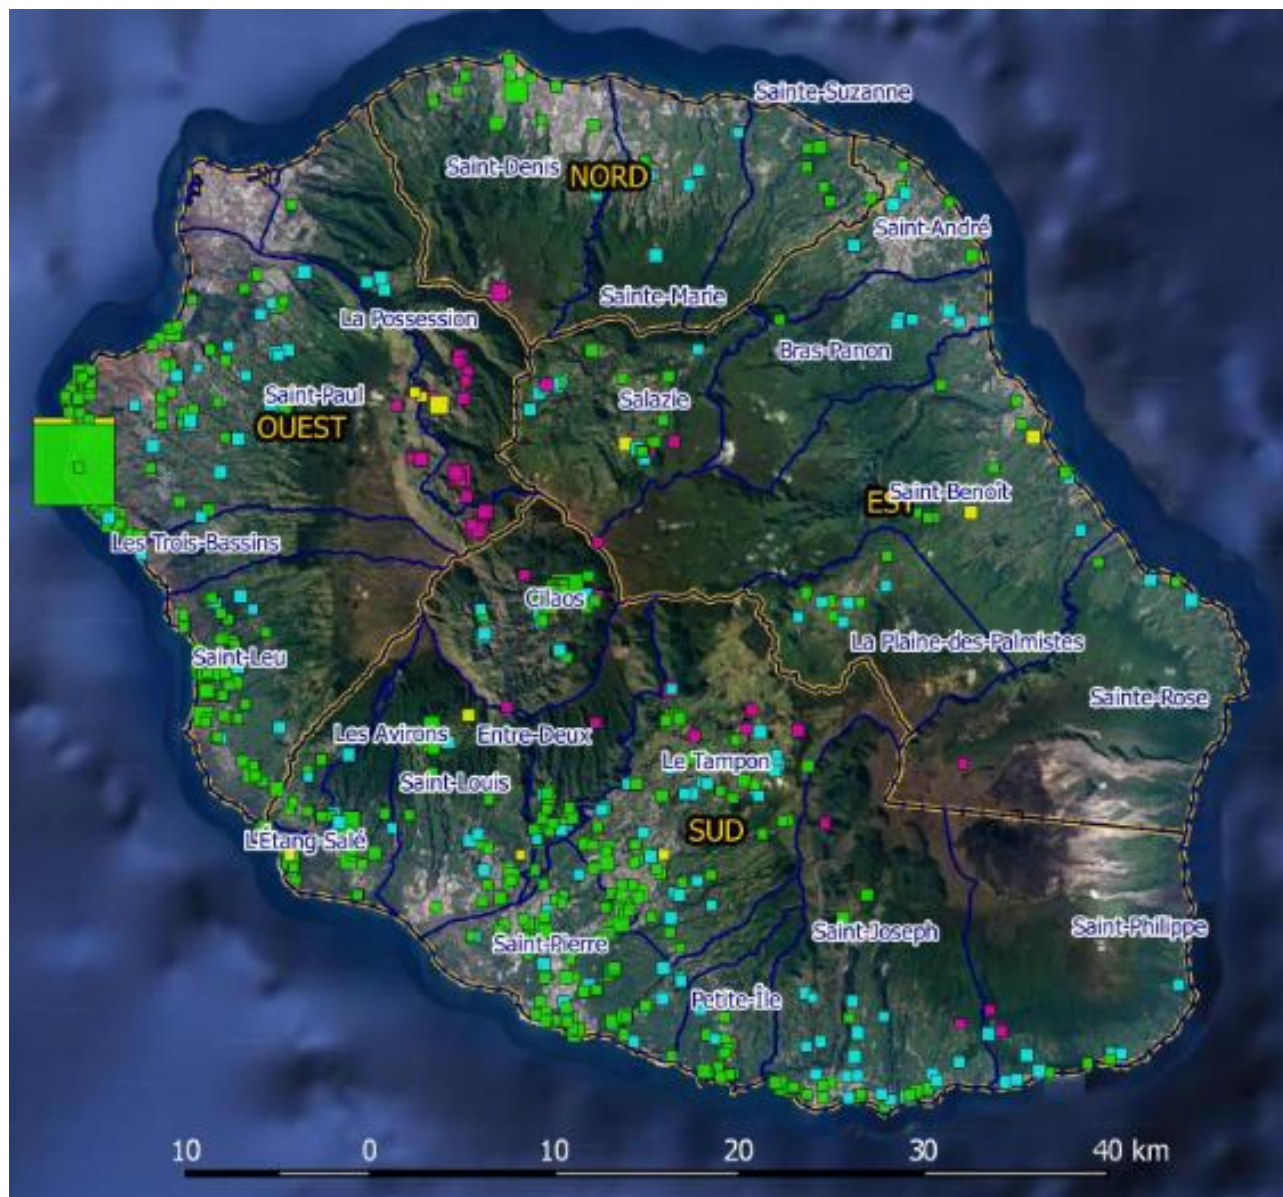 Sainte-Suzanne
Saint-Denis
NORD
Saint-André
Sainte-Marie
La Possession
Bras-Panon
Saint-Paul
Salazie
OUEST
EST
Saint-Benoît
Les Trois-Bassins
Cilaos
La Plaine-des-Palmistes
Saint-Leu
Sainte-Rose
Les Avirons
Entre-Deux
Le Tampon
Saint-Louis
SUD
L'Étang-Salé
Saint-Pierre
Saint-Joseph
Saint-Philippe
Petite-Île
10 0 10 20 30 40 km